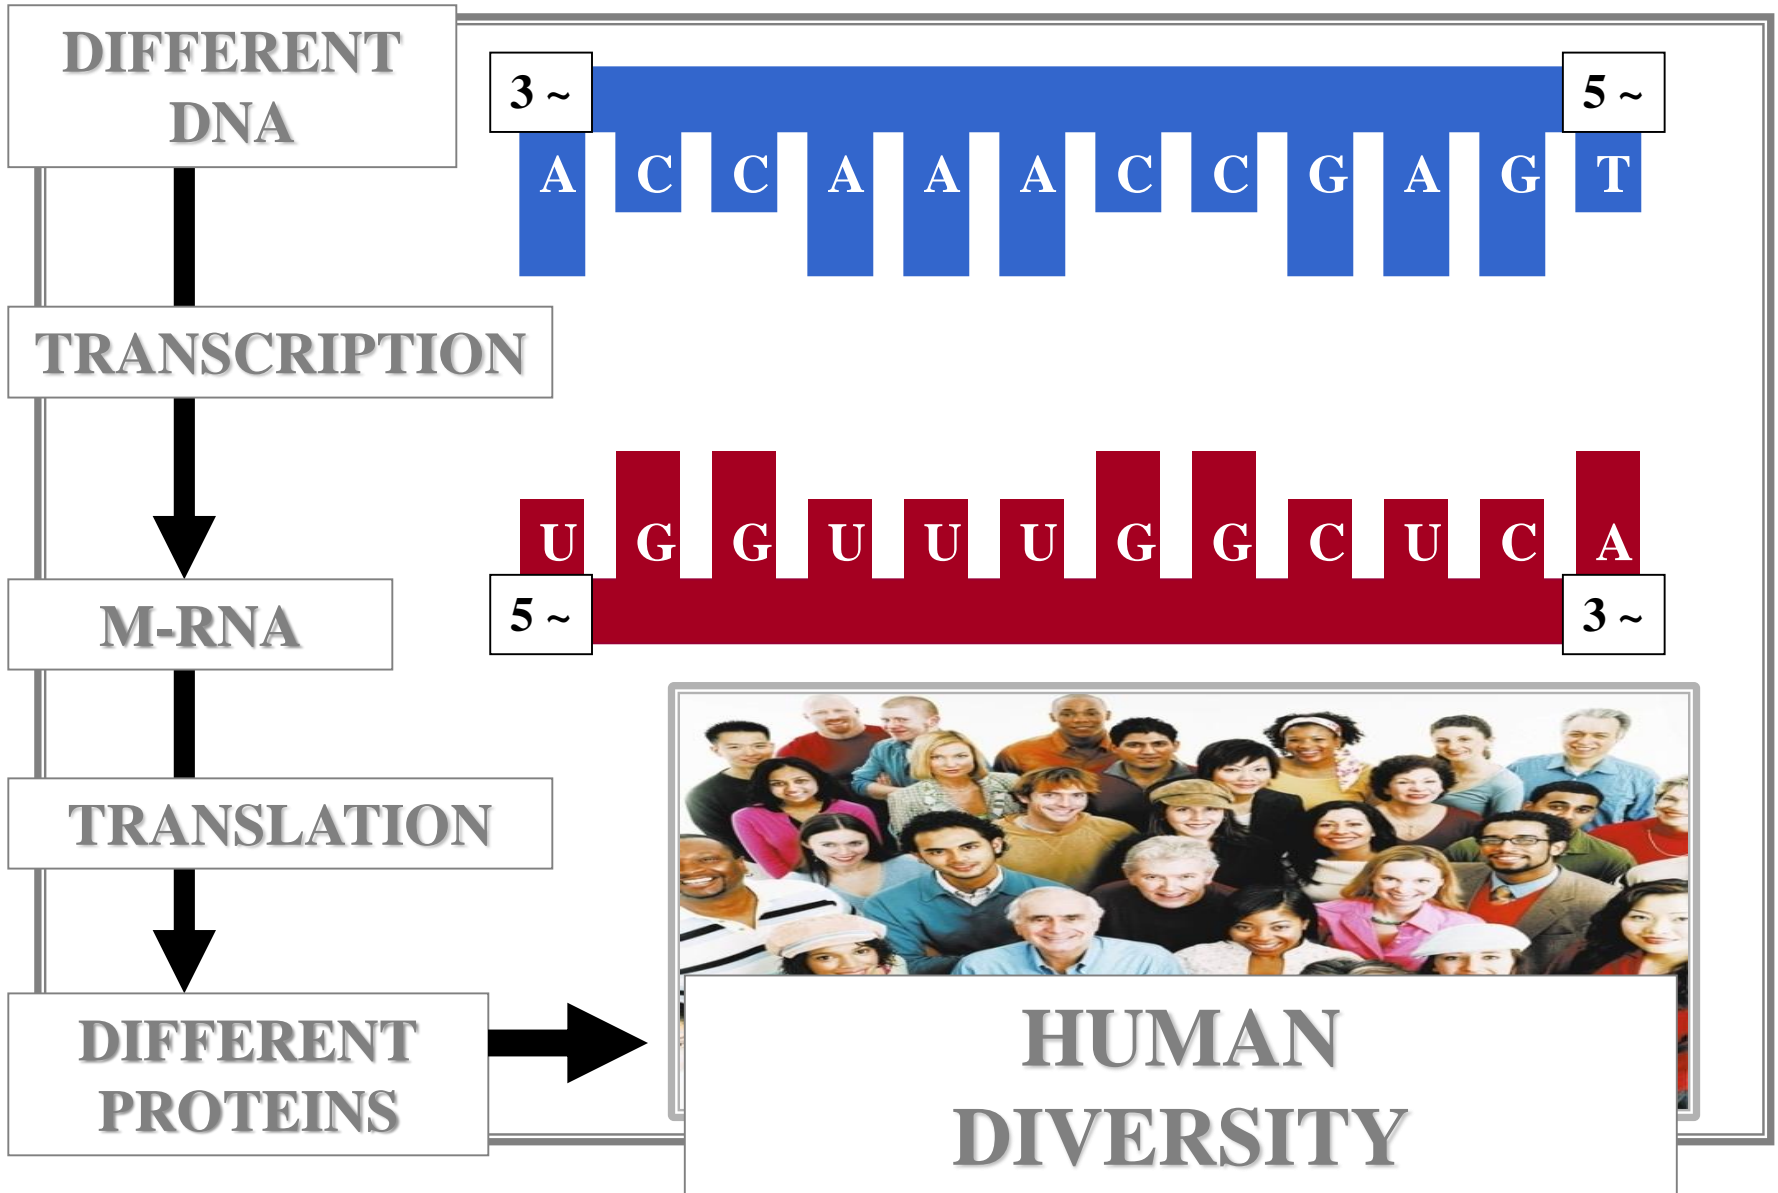 DIFFERENT
DNA
3 ~
5 ~
A C C A A A C C G A G T
TRANSCRIPTION
U G G U U U G G C U C A
5 ~
3 ~
M-RNA
TRANSLATION
DIFFERENT
PROTEINS
HUMAN
DIVERSITY